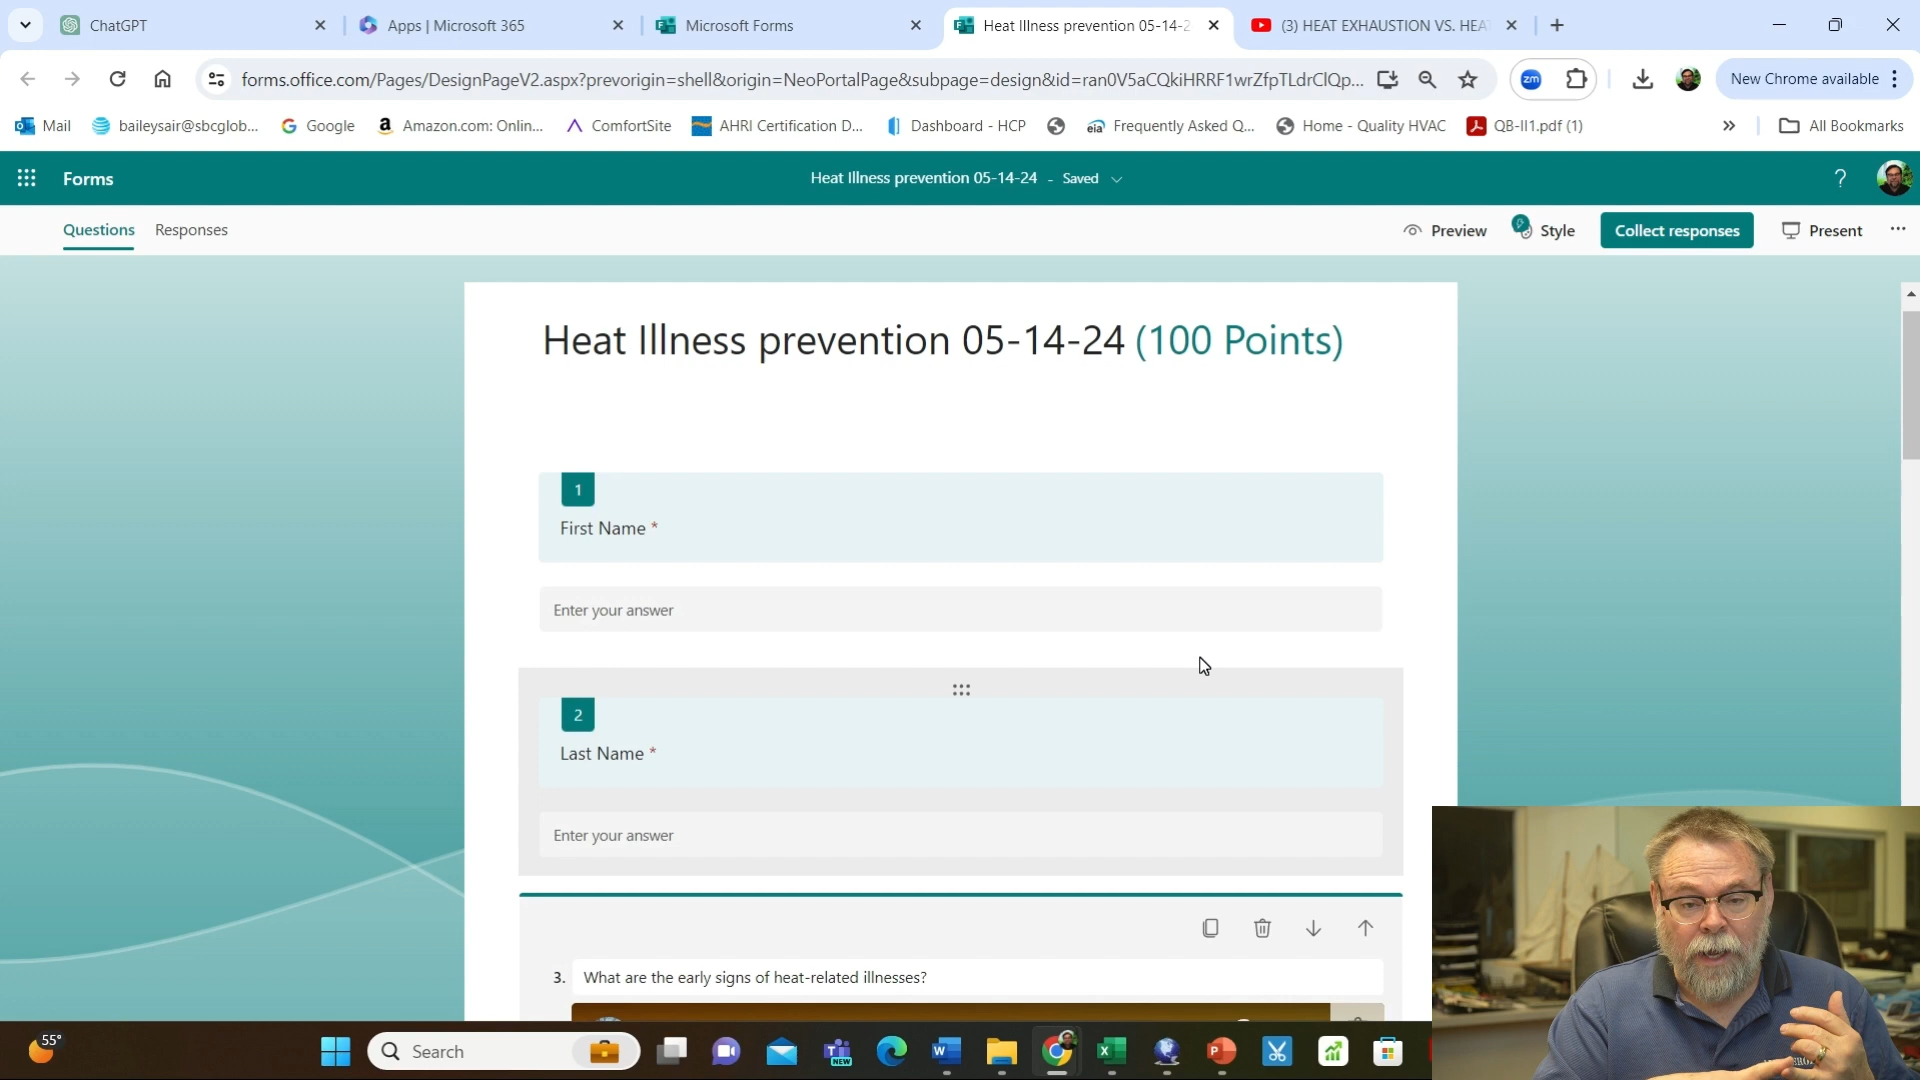 ChatGPT
Apps | Microsoft 365
Microsoft Forms
Heat Illness prevention 05-14-2
(3) HEAT EXHAUSTION VS. HEA
forms.office.com/Pages/DesignPageV2.aspx?prevorigin=shell&origin=NeoPortalPage&subpage=design&id=ran0V5aCQkiHRRF1wrZfpTLdrClQp...
zm
New Chrome available
Mail
baileysair@sbcglob...
Google
Amazon.com: Onlin...
ComfortSite
AHRI Certification D...
Dashboard - HCP
eia
Frequently Asked Q...
Home - Quality HVAC
QB-II1.pdf (1)
»
All Bookmarks
Forms
Heat Illness prevention 05-14-24 - Saved
?
Questions
Responses
Preview
Style
Collect responses
Present
...
Heat Illness prevention 05-14-24 (100 Points)
1
First Name *
Enter your answer
2
Last Name *
Enter your answer
3. What are the early signs of heat-related illnesses?
55°
Search
NEW